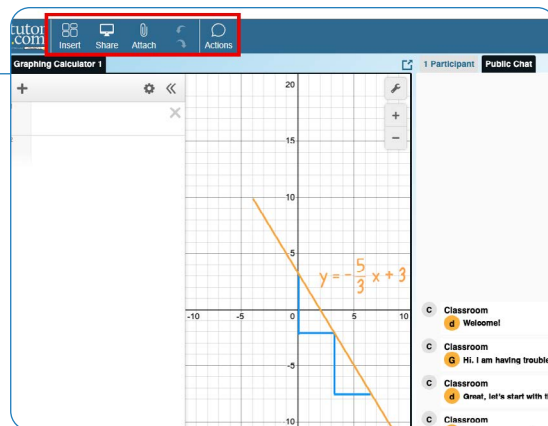 tutor
.com
Insert Share Attach Actions
Graphing Calculator 1
1 Participant Public Chat
+
+
−
20
15
10
5
-10 -5 0 5 10
-5
-10
y = -5/3 x + 3
C Classroom
d Welcome!
C Classroom
G Hi. I am having trouble
C Classroom
d Great, let's start with
C Classroom